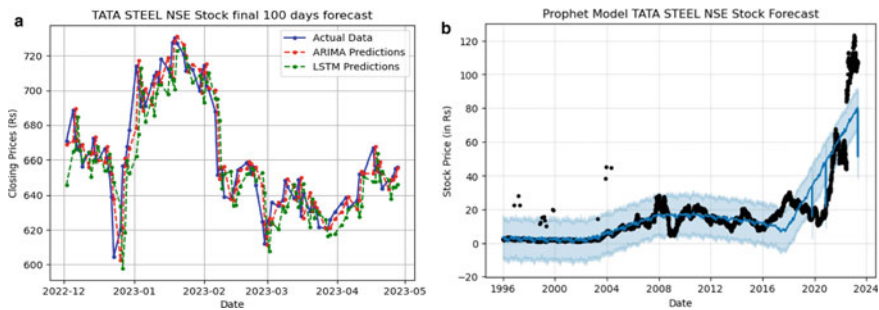 a
TATA STEEL NSE Stock final 100 days forecast
Actual Data
ARIMA Predictions
LSTM Predictions
Closing Prices (Rs)
720
700
680
660
640
620
600
2022-12
2023-01
2023-02
2023-03
2023-04
2023-05
Date
b
Prophet Model TATA STEEL NSE Stock Forecast
Stock Price (in Rs)
120
100
80
60
40
20
0
−20
1996
2000
2004
2008
2012
2016
2020
2024
Date